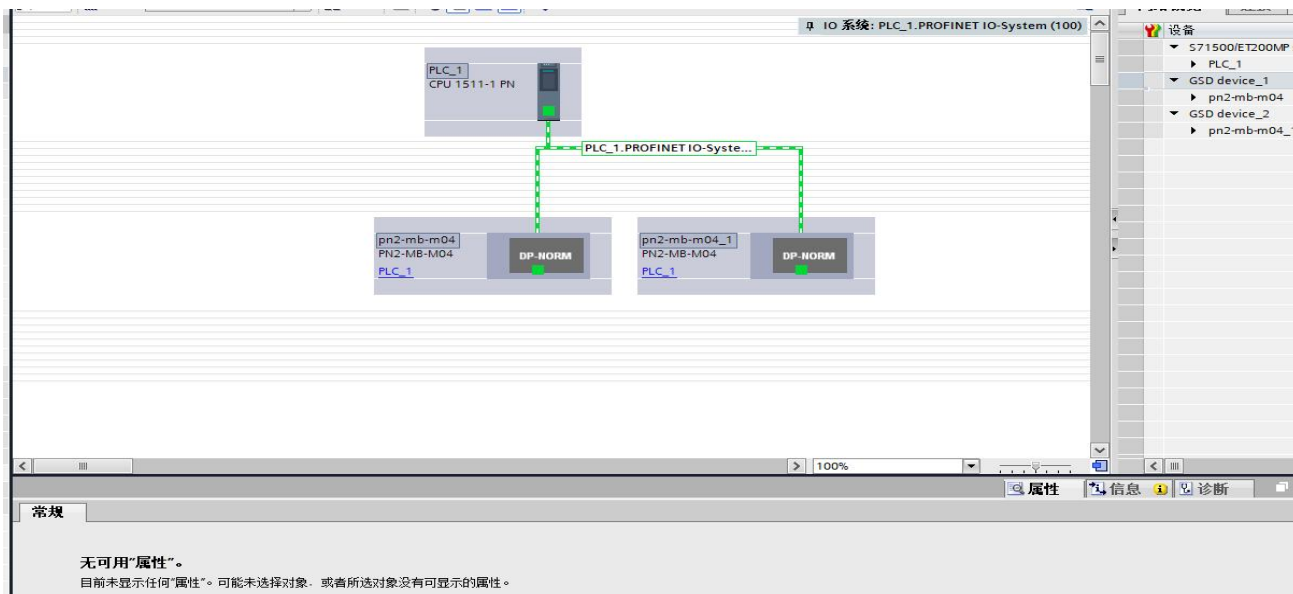 IO 系统: PLC_1.PROFINET IO-System (100)
设备
S71500/ET200MP
PLC_1
GSD device_1
pn2-mb-m04
GSD device_2
pn2-mb-m04_1
PLC_1
CPU 1511-1 PN
PLC_1.PROFINET IO-Syste...
pn2-mb-m04
PN2-MB-M04
DP-NORM
PLC_1
pn2-mb-m04_1
PN2-MB-M04
DP-NORM
PLC_1
100%
属性
信息
诊断
常规
无可用"属性"。
目前未显示任何"属性"。可能未选择对象，或者所选对象没有可显示的属性。